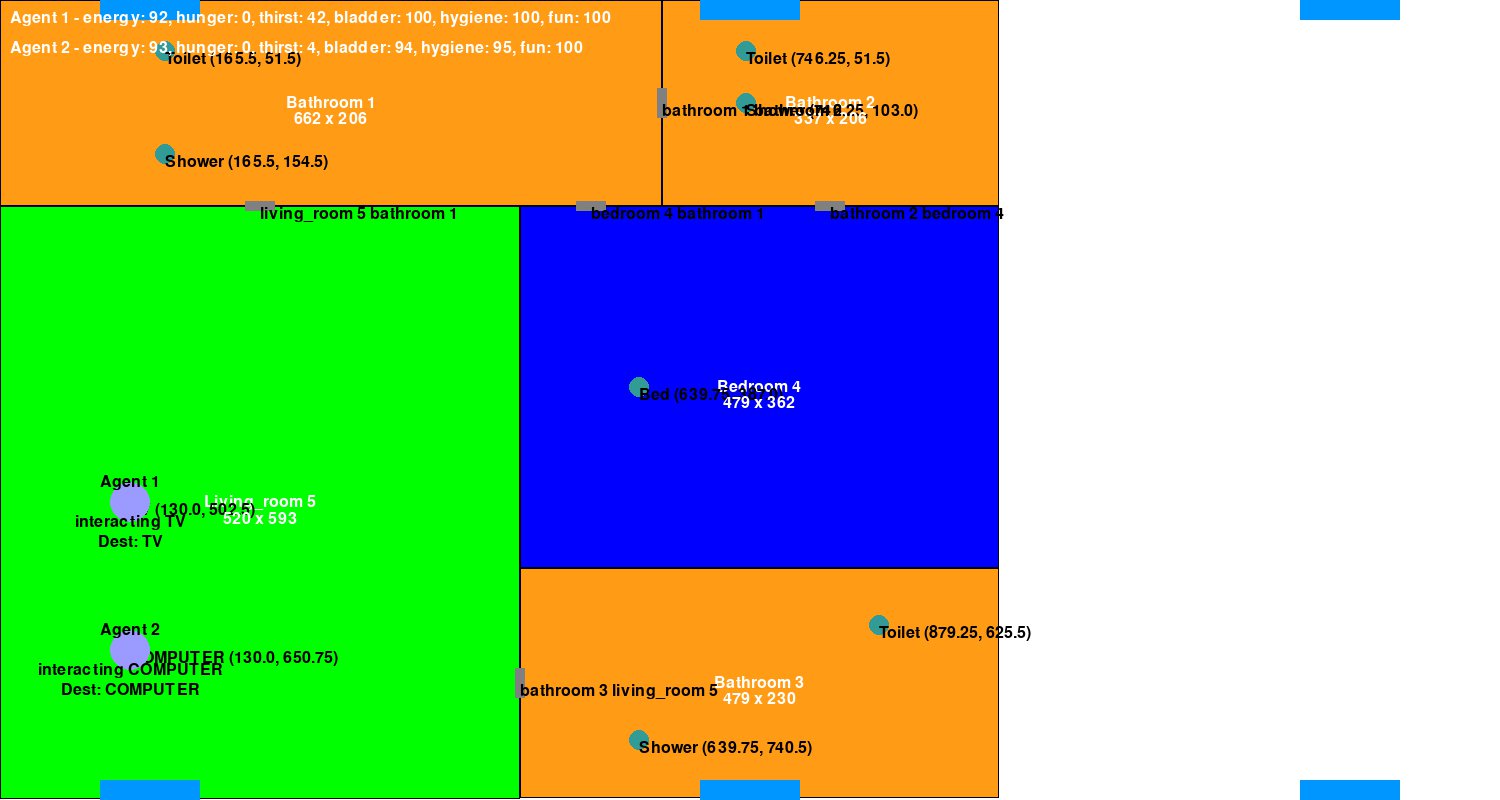 Agent 1 - energy: 92, hunger: 0, thirst: 42, bladder: 100, hygiene: 100, fun: 100
Agent 2 - energy: 93, hunger: 0, thirst: 4, bladder: 94, hygiene: 95, fun: 100
Toilet (165.5, 51.5)
Toilet (746.25, 51.5)
Bathroom 1
662 x 206
bathroom 1
Bathroom 2
Shower (746.25, 103.0)
337 x 206
Shower (165.5, 154.5)
living_room 5 bathroom 1
bedroom 4 bathroom 1
bathroom 2 bedroom 4
Bedroom 4
Bed (639.75,
479 x 362
Agent 1
Living_room 5
(130.0, 502.5)
520 x 593
interacting TV
Dest: TV
Agent 2
COMPUTER (130.0, 650.75)
interacting COMPUTER
Dest: COMPUTER
Toilet (879.25, 625.5)
Bathroom 3
bathroom 3 living_room 5
479 x 230
Shower (639.75, 740.5)